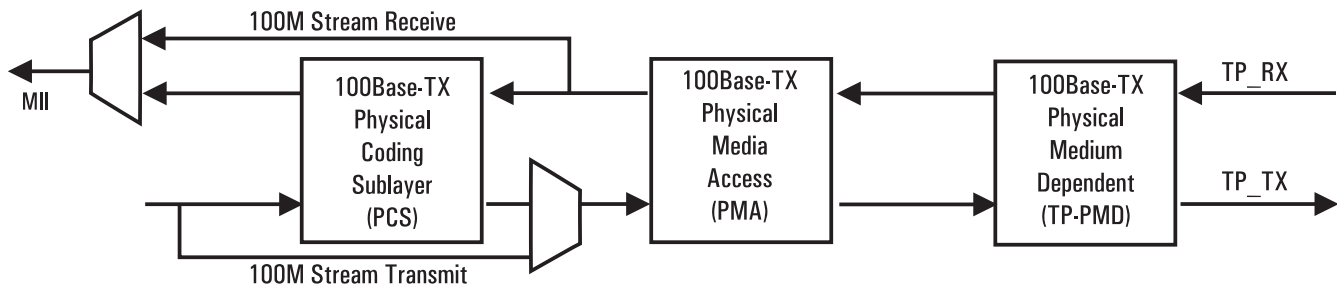 100M Stream Receive
MII
100Base-TX
Physical
Coding
Sublayer
(PCS)
100M Stream Transmit
100Base-TX
Physical
Media
Access
(PMA)
100Base-TX
Physical
Medium
Dependent
(TP-PMD)
TP_RX
TP_TX